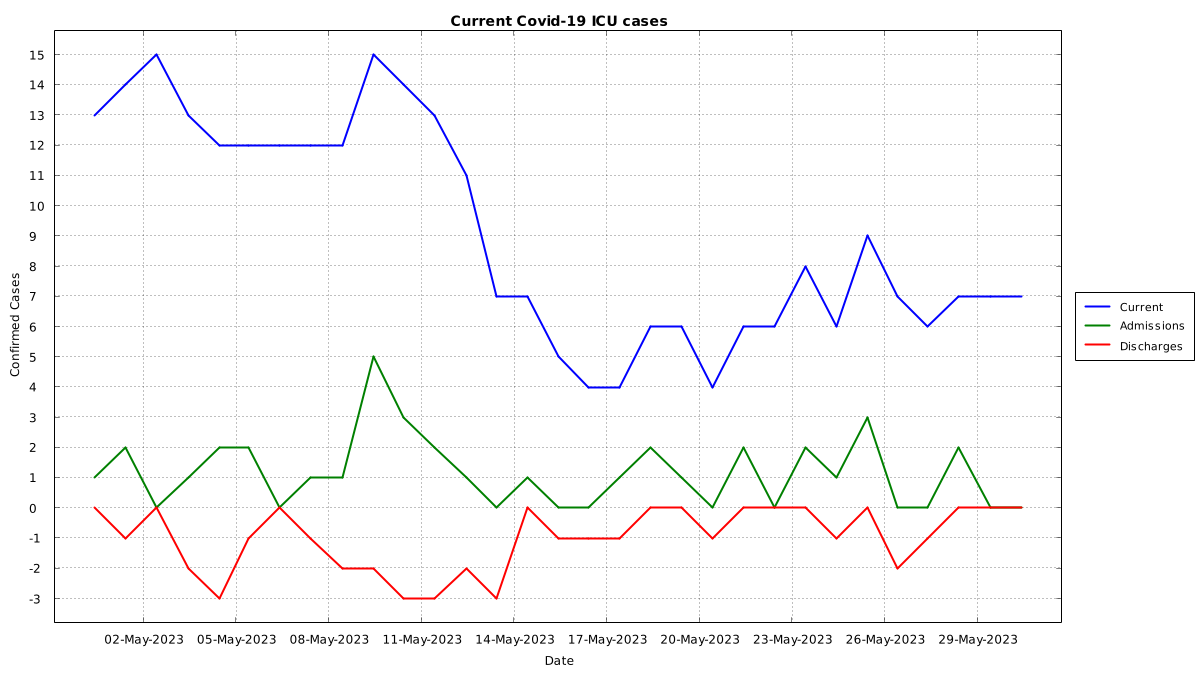 Current Covid-19 ICU cases
15
14
13
12
11
10
9
8
7
6
5
4
3
2
1
0
-1
-2
-3
Confirmed Cases
02-May-2023 05-May-2023 08-May-2023 11-May-2023 14-May-2023 17-May-2023 20-May-2023 23-May-2023 26-May-2023 29-May-2023
Date
Current
Admissions
Discharges